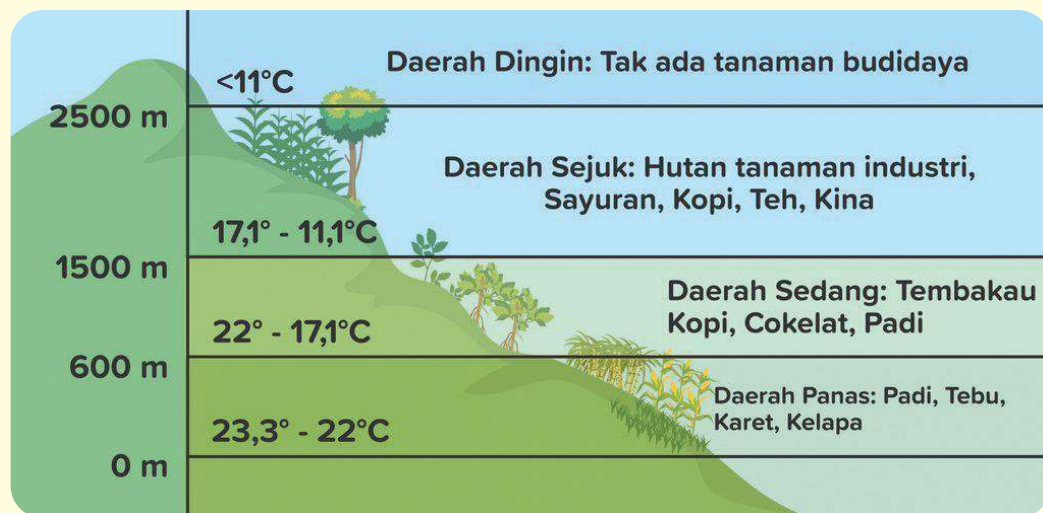 Daerah Dingin: Tak ada tanaman budidaya
<11°C
2500 m
Daerah Sejuk: Hutan tanaman industri,
Sayuran, Kopi, Teh, Kina
17,1° - 11,1°C
1500 m
Daerah Sedang: Tembakau
Kopi, Cokelat, Padi
22° - 17,1°C
600 m
Daerah Panas: Padi, Tebu,
Karet, Kelapa
23,3° - 22°C
0 m